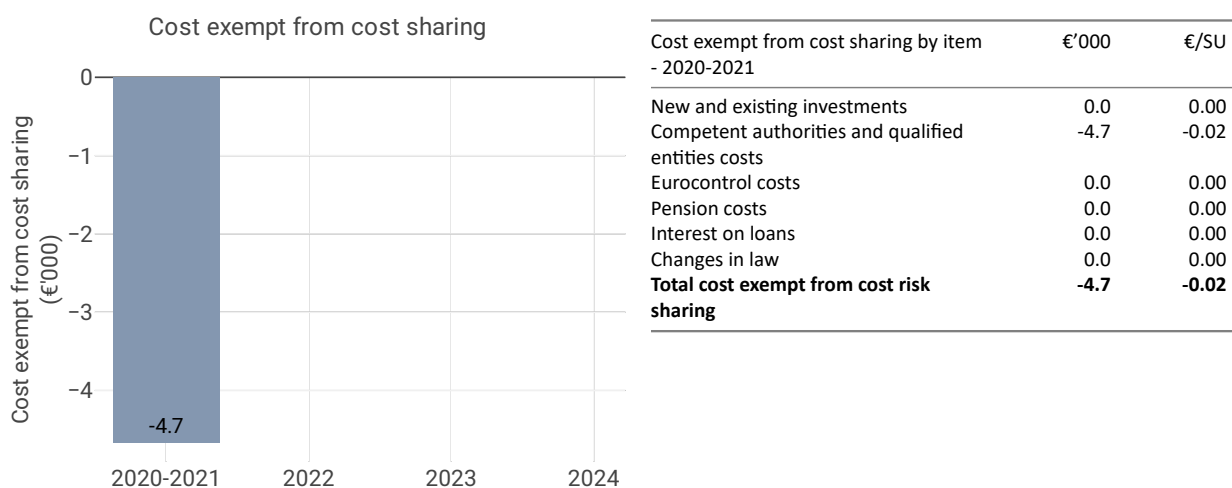 Cost exempt from cost sharing
Cost exempt from cost sharing
(€'000)
0
−1
−2
−3
−4
-4.7
2020-2021 2022 2023 2024
Cost exempt from cost sharing by item €’000 €/SU
- 2020-2021
New and existing investments 0.0 0.00
Competent authorities and qualified -4.7 -0.02
entities costs
Eurocontrol costs 0.0 0.00
Pension costs 0.0 0.00
Interest on loans 0.0 0.00
Changes in law 0.0 0.00
Total cost exempt from cost risk -4.7 -0.02
sharing